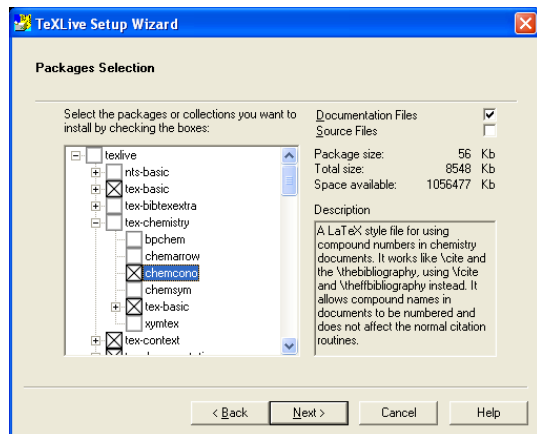 TeXLive Setup Wizard
Packages Selection
Select the packages or collections you want to
install by checking the boxes:
texlive
nts-basic
tex-basic
tex-bibtexextra
tex-chemistry
bpchem
chemarrow
chemcono
chemsym
tex-basic
xymtex
tex-context
Documentation Files
Source Files
Package size: 56 Kb
Total size: 8548 Kb
Space available: 1056477 Kb
Description
A LaTeX style file for using
compound numbers in chemistry
documents. It works like \cite and
the \thebibliography, using \fcite
and \theffbibliography instead. It
allows compound names in
documents to be numbered and
does not affect the normal citation
routines.
< Back
Next >
Cancel
Help